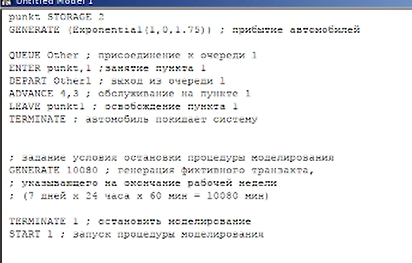 Untitled Model 1
punkt STORAGE 2
GENERATE (Exponential(1,0,1.75)) ; прибытие автомобилей
QUEUE Other ; присоединение к очереди 1
ENTER punkt,1 ;занятие пункта 1
DEPART Other1 ; выход из очереди 1
ADVANCE 4,3 ; обслуживание на пункте 1
LEAVE punkt1 ; освобождение пункта 1
TERMINATE ; автомобиль покидает систему
; задание условия остановки процедуры моделирования
GENERATE 10080 ; генерация фиктивного транзакта,
; указывающего на окончание рабочей недели
; (7 дней x 24 часа x 60 мин = 10080 мин)
TERMINATE 1 ; остановить моделирование
START 1 ; запуск процедуры моделирования